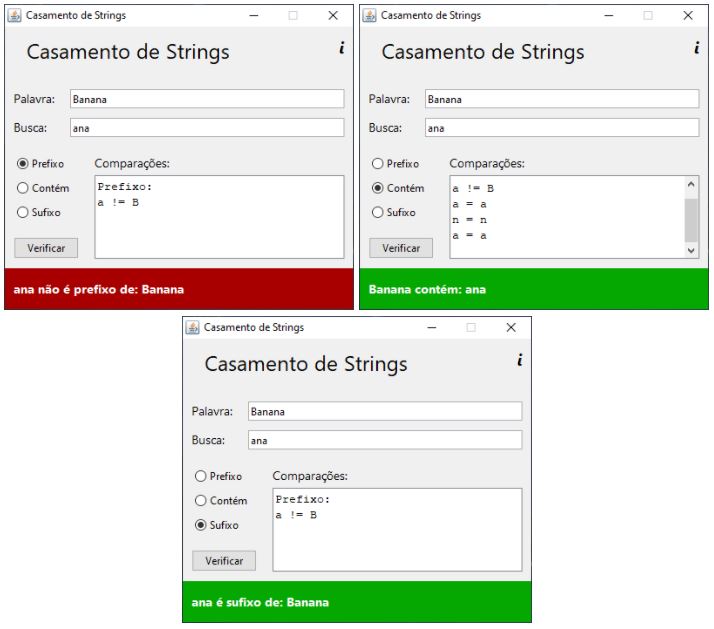 Casamento de Strings
Casamento de Strings
i
Palavra: Banana
Busca: ana
Prefixo
Contém
Sufixo
Verificar
Comparações:
Prefixo:
a != B
ana não é prefixo de: Banana
Casamento de Strings
Casamento de Strings
i
Palavra: Banana
Busca: ana
Prefixo
Contém
Sufixo
Verificar
Comparações:
a != B
a = a
n = n
a = a
Banana contém: ana
Casamento de Strings
Casamento de Strings
i
Palavra: Banana
Busca: ana
Prefixo
Contém
Sufixo
Verificar
Comparações:
Prefixo:
a != B
ana é sufixo de: Banana